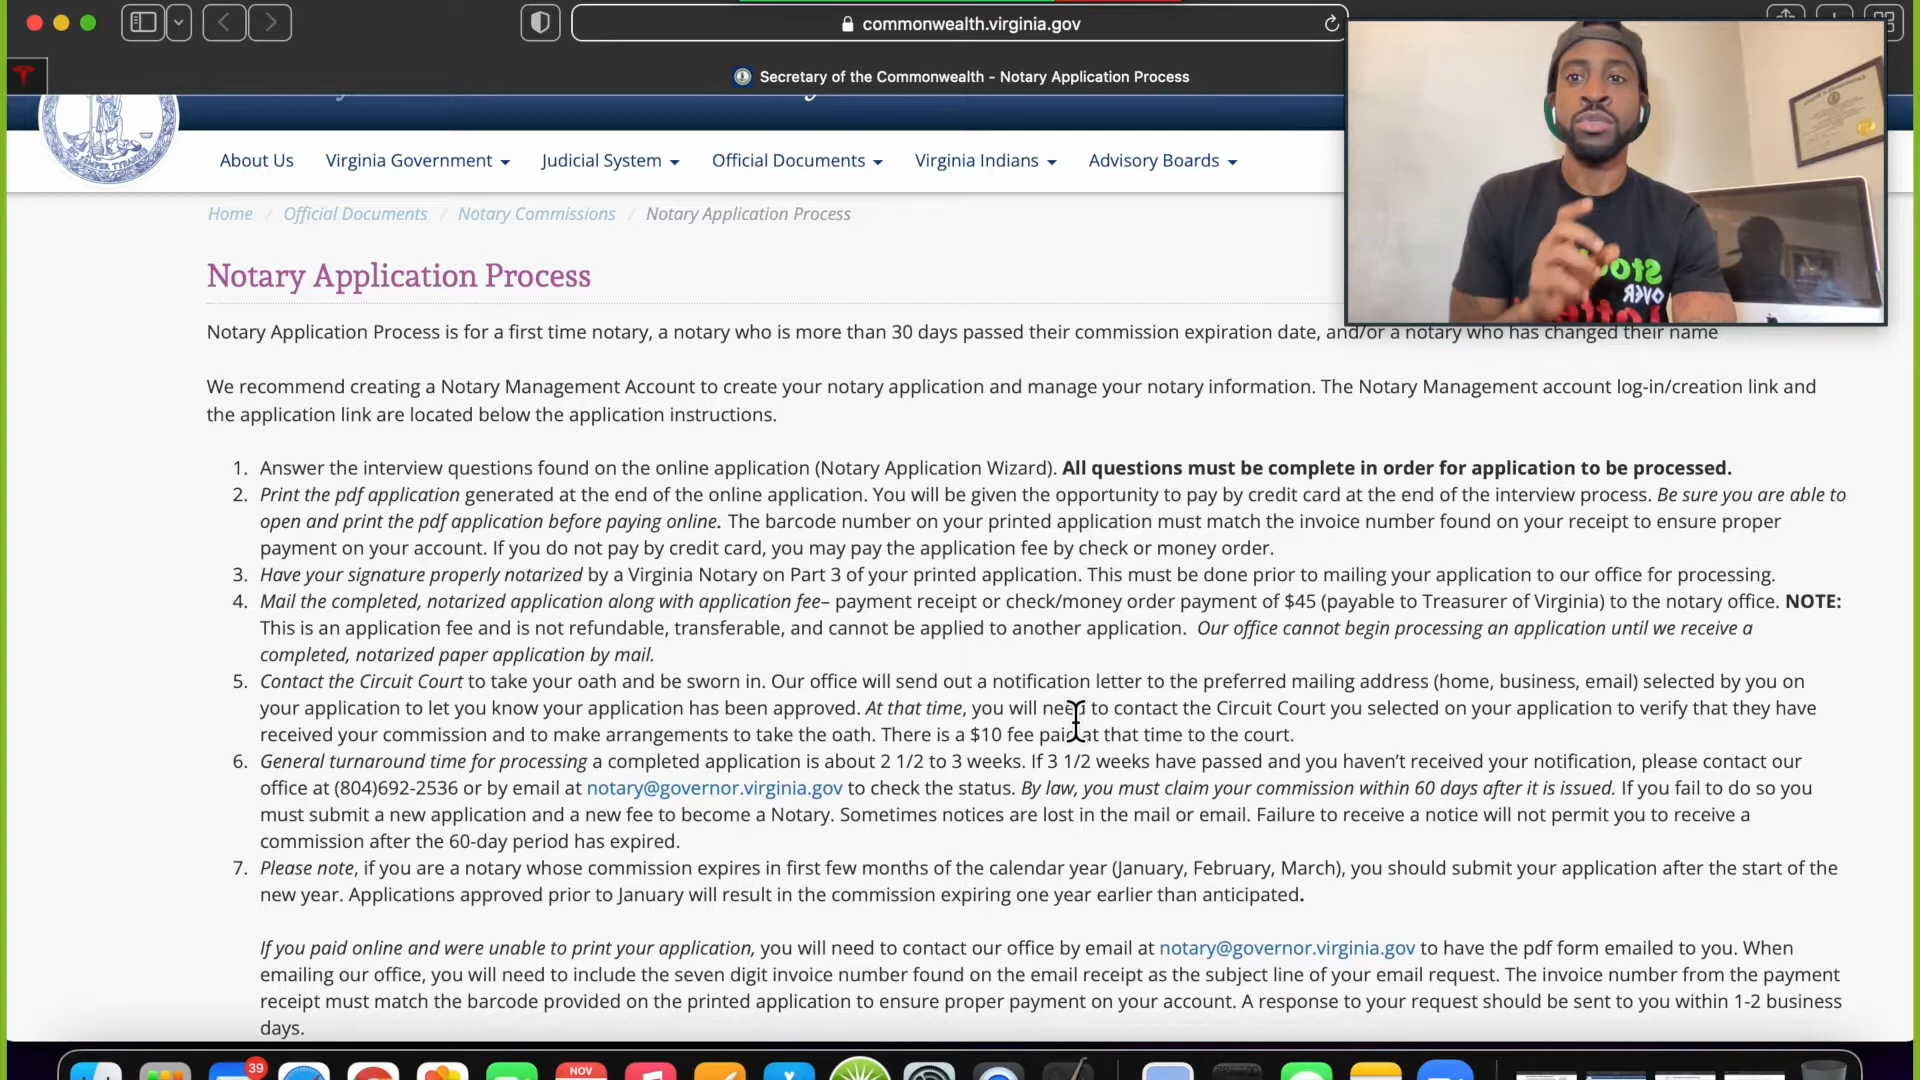 commonwealth.virginia.gov
Secretary of the Commonwealth - Notary Application Process
About Us Virginia Government Judicial System Official Documents Virginia Indians Advisory Boards
Home / Official Documents / Notary Commissions / Notary Application Process
Notary Application Process
Notary Application Process is for a first time notary, a notary who is more than 30 days passed their commission expiration date, and/or a notary who has changed their name
We recommend creating a Notary Management Account to create your notary application and manage your notary information. The Notary Management account log-in/creation link and
the application link are located below the application instructions.
1. Answer the interview questions found on the online application (Notary Application Wizard). All questions must be complete in order for application to be processed.
2. Print the pdf application generated at the end of the online application. You will be given the opportunity to pay by credit card at the end of the interview process. Be sure you are able to
open and print the pdf application before paying online. The barcode number on your printed application must match the invoice number found on your receipt to ensure proper
payment on your account. If you do not pay by credit card, you may pay the application fee by check or money order.
3. Have your signature properly notarized by a Virginia Notary on Part 3 of your printed application. This must be done prior to mailing your application to our office for processing.
4. Mail the completed, notarized application along with application fee– payment receipt or check/money order payment of $45 (payable to Treasurer of Virginia) to the notary office. NOTE:
This is an application fee and is not refundable, transferable, and cannot be applied to another application. Our office cannot begin processing an application until we receive a
completed, notarized paper application by mail.
5. Contact the Circuit Court to take your oath and be sworn in. Our office will send out a notification letter to the preferred mailing address (home, business, email) selected by you on
your application to let you know your application has been approved. At that time, you will need to contact the Circuit Court you selected on your application to verify that they have
received your commission and to make arrangements to take the oath. There is a $10 fee paid at that time to the court.
6. General turnaround time for processing a completed application is about 2 1/2 to 3 weeks. If 3 1/2 weeks have passed and you haven’t received your notification, please contact our
office at (804)692-2536 or by email at notary@governor.virginia.gov to check the status. By law, you must claim your commission within 60 days after it is issued. If you fail to do so you
must submit a new application and a new fee to become a Notary. Sometimes notices are lost in the mail or email. Failure to receive a notice will not permit you to receive a
commission after the 60-day period has expired.
7. Please note, if you are a notary whose commission expires in first few months of the calendar year (January, February, March), you should submit your application after the start of the
new year. Applications approved prior to January will result in the commission expiring one year earlier than anticipated.
If you paid online and were unable to print your application, you will need to contact our office by email at notary@governor.virginia.gov to have the pdf form emailed to you. When
emailing our office, you will need to include the seven digit invoice number found on the email receipt as the subject line of your email request. The invoice number from the payment
receipt must match the barcode provided on the printed application to ensure proper payment on your account. A response to your request should be sent to you within 1-2 business
days.
39
NOV
OVER